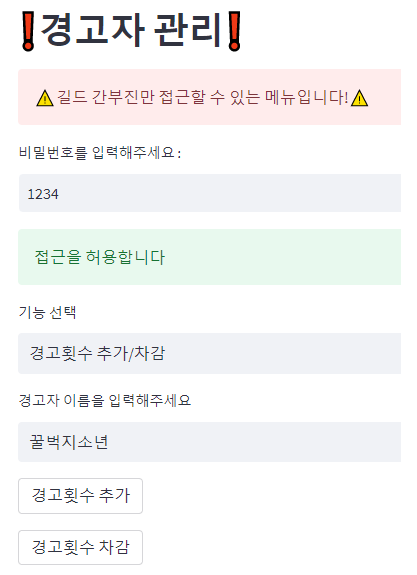 ❗경고자 관리❗
⚠길드 간부진만 접근할 수 있는 메뉴입니다!⚠
비밀번호를 입력해주세요:
1234
접근을 허용합니다
기능 선택
경고횟수 추가/차감
경고자 이름을 입력해주세요
꿀벅지소년
경고횟수 추가
경고횟수 차감